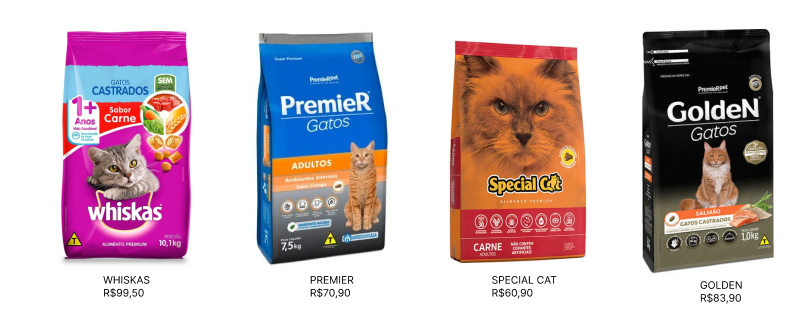 GATOS
CASTRADOS
SEM
1+
Anos
Sabor
Carne
whiskas
10,1kg
ALIMENTO PREMIUM
Super Premium
PremieRpet
PremieR
Gatos
ADULTOS
Ambientes Internos
Sabor Frango
7,5kg
Special Cat
ALIMENTO PREMIUM
CARNE
ADULTOS
NÃO CONTÉM
CORANTES
ARTIFICIAIS
PremieRpet
GoldeN
Gatos
SALMÃO
GATOS CASTRADOS
1,0kg
WHISKAS
R$99,50
PREMIER
R$70,90
SPECIAL CAT
R$60,90
GOLDEN
R$83,90